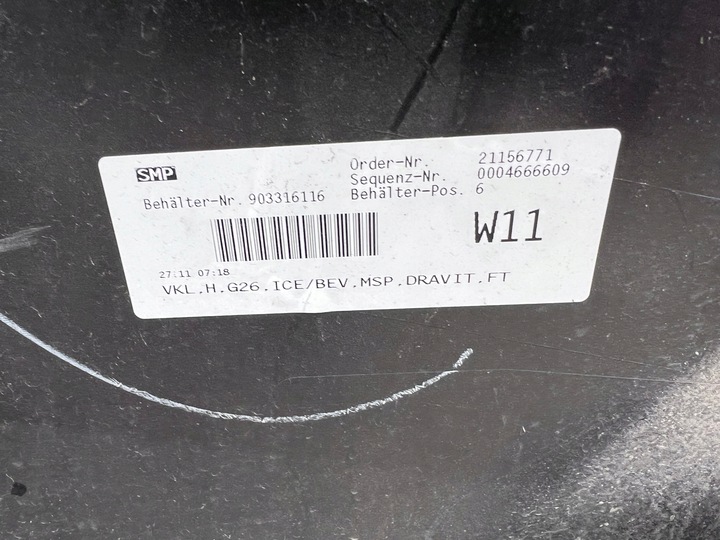 SMP
Order-Nr. 21156771
Sequenz-Nr. 0004666609
Behälter-Nr. 903316116 Behälter-Pos. 6
W11
27.11 07:18
VKL.H.G26.ICE/BEV.MSP.DRAVIT.FT